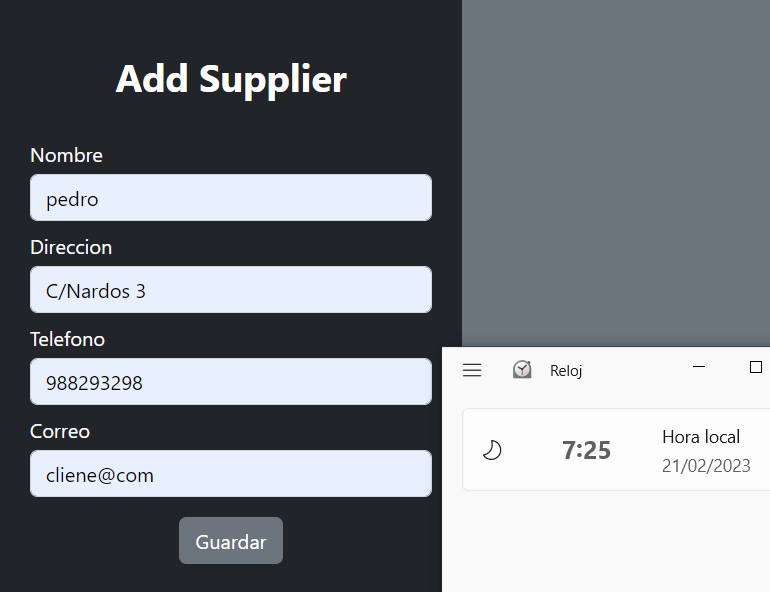 Add Supplier
Nombre
pedro
Direccion
C/Nardos 3
Telefono
988293298
Correo
cliene@com
Guardar
Reloj
7:25
Hora local
21/02/2023